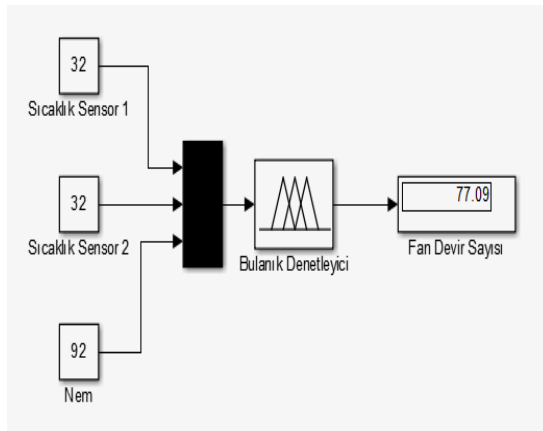 32
Sıcaklık Sensor 1
32
Sıcaklık Sensor 2
92
Nem
Bulanık Denetleyici
77.09
Fan Devir Sayısı